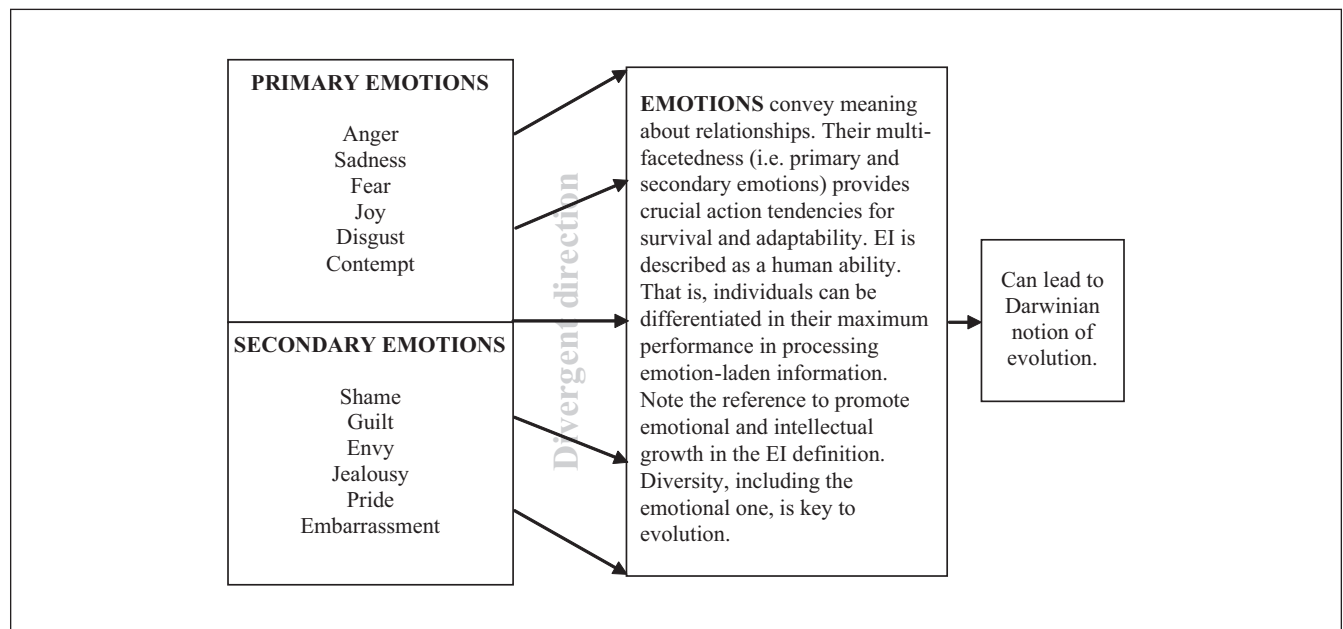 PRIMARY EMOTIONS
Anger
Sadness
Fear
Joy
Disgust
Contempt
SECONDARY EMOTIONS
Shame
Guilt
Envy
Jealousy
Pride
Embarrassment
Divergent direction
EMOTIONS convey meaning
about relationships. Their multi-
facetedness (i.e. primary and
secondary emotions) provides
crucial action tendencies for
survival and adaptability. EI is
described as a human ability.
That is, individuals can be
differentiated in their maximum
performance in processing
emotion-laden information.
Note the reference to promote
emotional and intellectual
growth in the EI definition.
Diversity, including the
emotional one, is key to
evolution.
Can lead to
Darwinian
notion of
evolution.